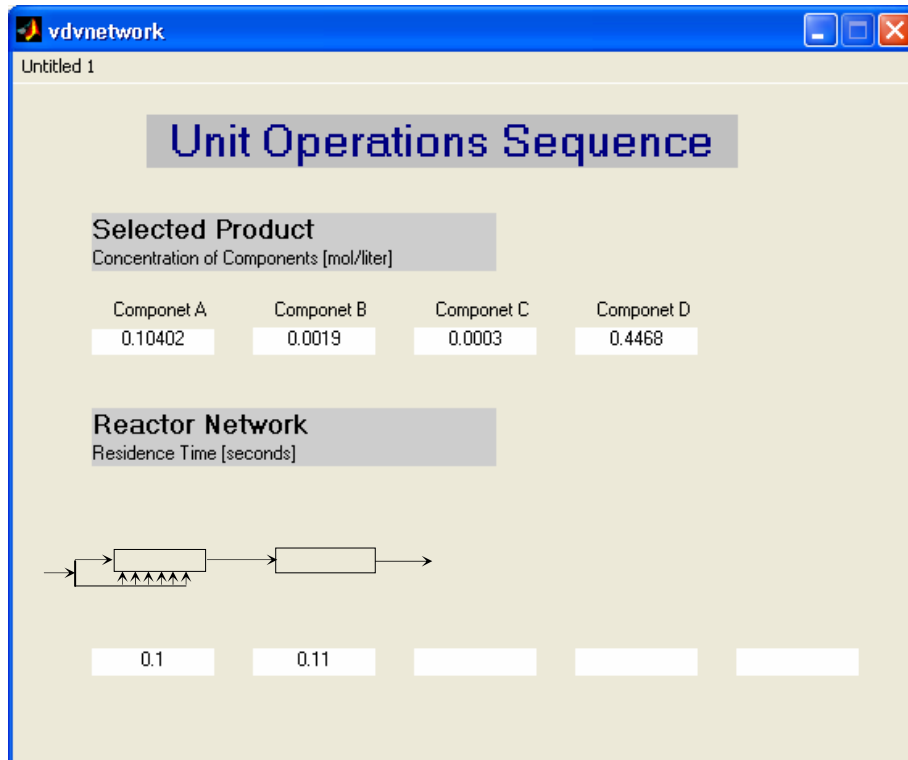 vdvnetwork
Untitled 1
Unit Operations Sequence
Selected Product
Concentration of Components [mol/liter]
Componet A Componet B Componet C Componet D
0.10402 0.0019 0.0003 0.4468
Reactor Network
Residence Time [seconds]
0.1 0.11